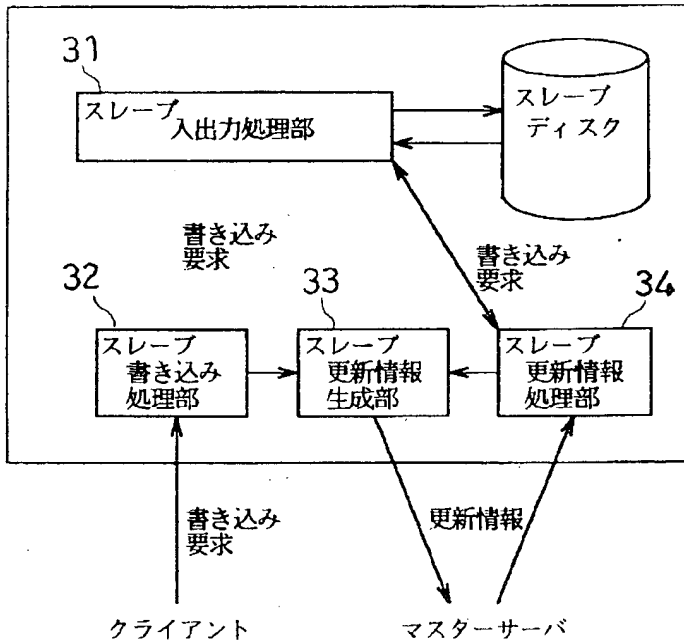 31
スレーブ
入出力処理部
スレーブ
ディスク
書き込み
要求
書き込み
要求
32
33
34
スレーブ
書き込み
処理部
スレーブ
更新情報
生成部
スレーブ
更新情報
処理部
書き込み
要求
更新情報
クライアント
マスターサーバ